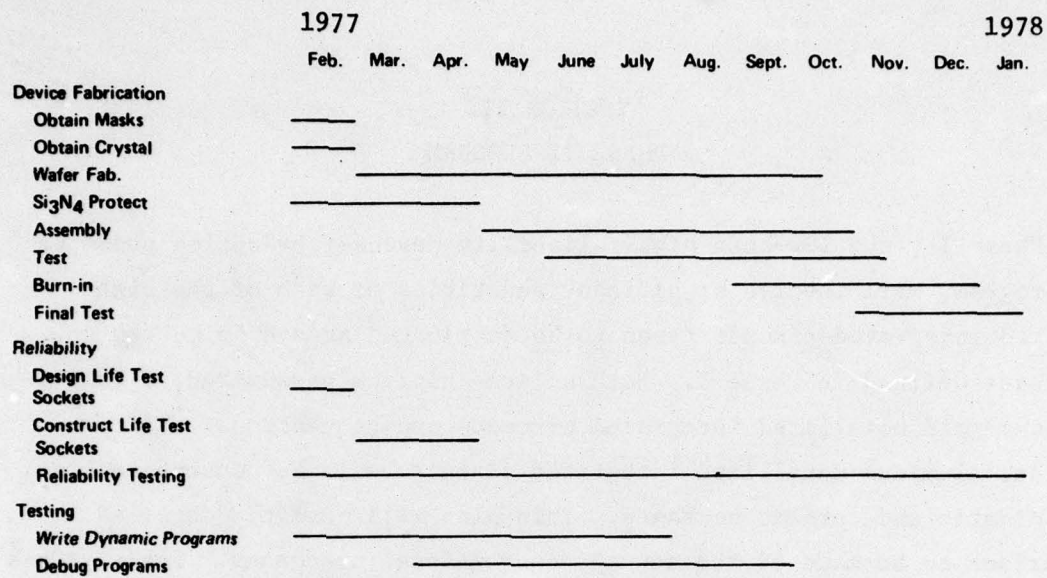 1977 1978
Feb. Mar. Apr. May June July Aug. Sept. Oct. Nov. Dec. Jan.
Device Fabrication
Obtain Masks
Obtain Crystal
Wafer Fab.
Si3N4 Protect
Assembly
Test
Burn-in
Final Test
Reliability
Design Life Test
Sockets
Construct Life Test
Sockets
Reliability Testing
Testing
Write Dynamic Programs
Debug Programs